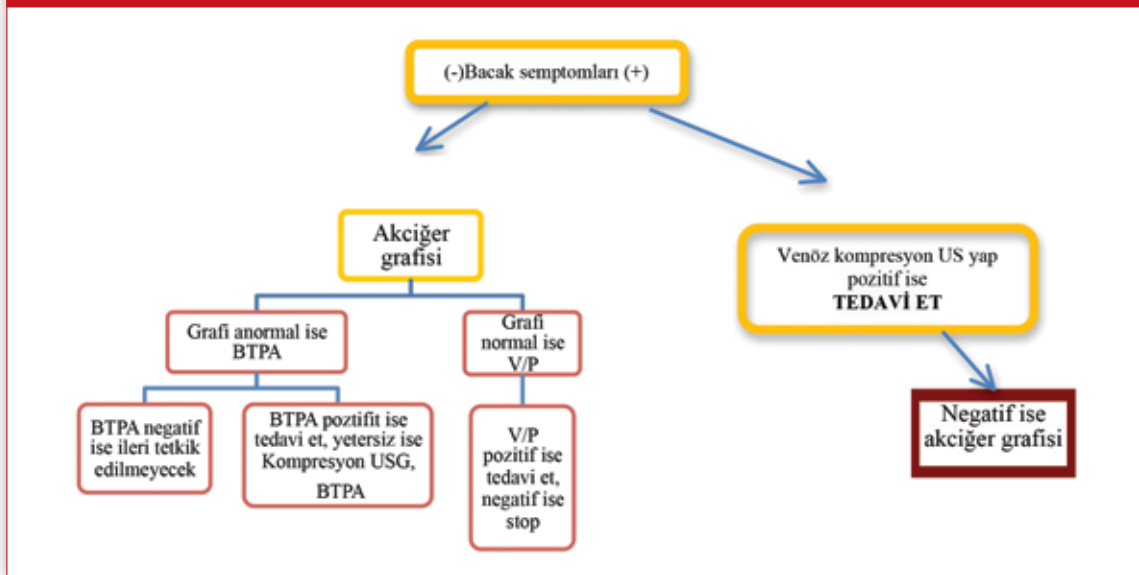 (-)Bacak semptomları (+)
Akciğer
grafisi
Grafi anormal ise
BTPA
Grafi
normal ise
V/P
BTPA negatif
ise ileri tetkik
edilmeyecek
BTPA poztifit ise
tedavi et, yetersiz ise
Kompresyon USG,
BTPA
V/P
pozitif ise
tedavi et,
negatif ise
stop
Venöz kompresyon US yap
pozitif ise
TEDAVİ ET
Negatif ise
akciğer grafisi